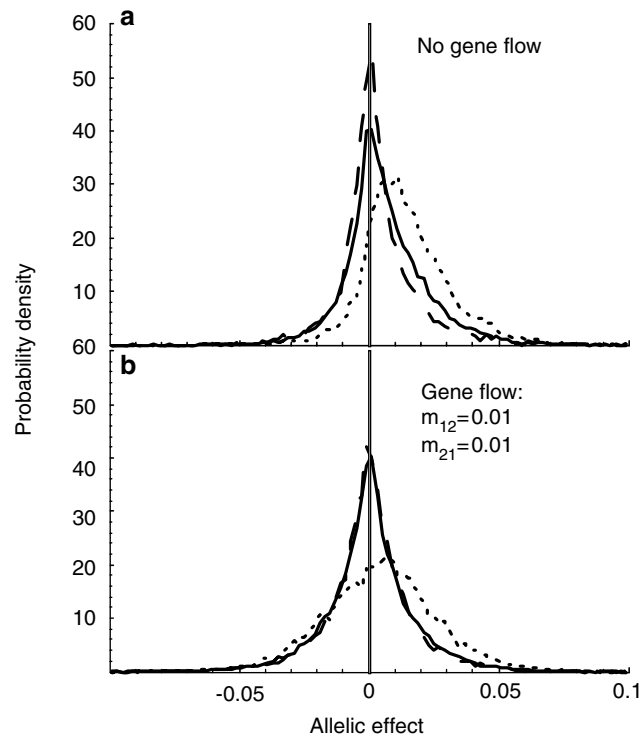 a
60
50
40
30
20
10
No gene flow
60
b
50
40
30
20
10
Gene flow:
m12=0.01
m21=0.01
-0.05 0 0.05 0.1
Allelic effect
Probability density